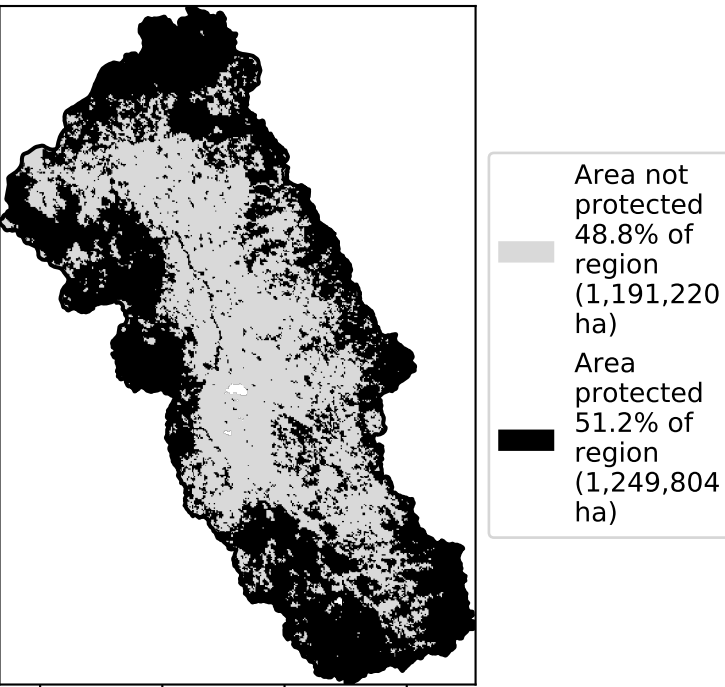 Area not
protected
48.8% of
region
(1,191,220
ha)
Area
protected
51.2% of
region
(1,249,804
ha)